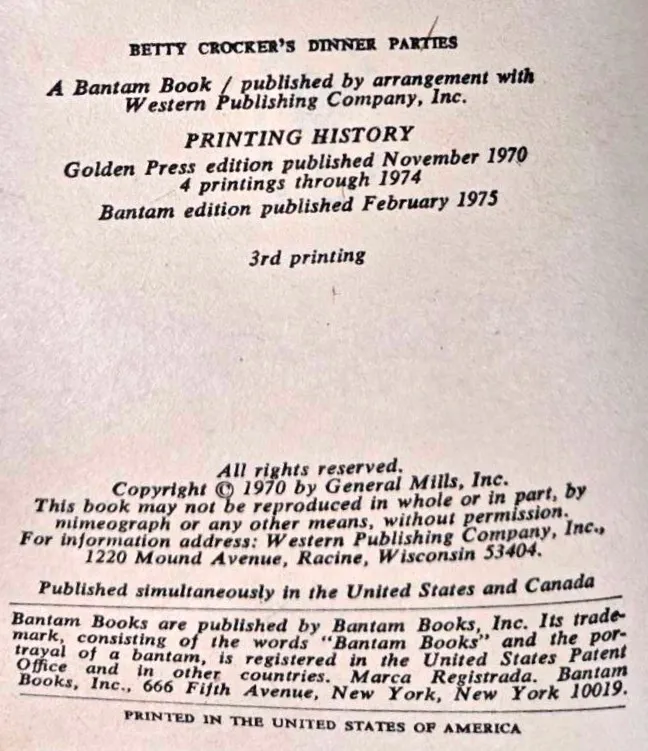 BETTY CROCKER'S DINNER PARTIES
A Bantam Book / published by arrangement with
Western Publishing Company, Inc.
PRINTING HISTORY
Golden Press edition published November 1970
4 printings through 1974
Bantam edition published February 1975
3rd printing
All rights reserved.
Copyright © 1970 by General Mills, Inc.
This book may not be reproduced in whole or in part, by
mimeograph or any other means, without permission.
For information address: Western Publishing Company, Inc.,
1220 Mound Avenue, Racine, Wisconsin 53404.
Published simultaneously in the United States and Canada
Bantam Books are published by Bantam Books, Inc. Its trade-
mark, consisting of the words "Bantam Books" and the por-
trayal of a bantam, is registered in the United States Patent
Office and in other countries. Marca Registrada. Bantam
Books, Inc., 666 Fifth Avenue, New York, New York 10019.
PRINTED IN THE UNITED STATES OF AMERICA